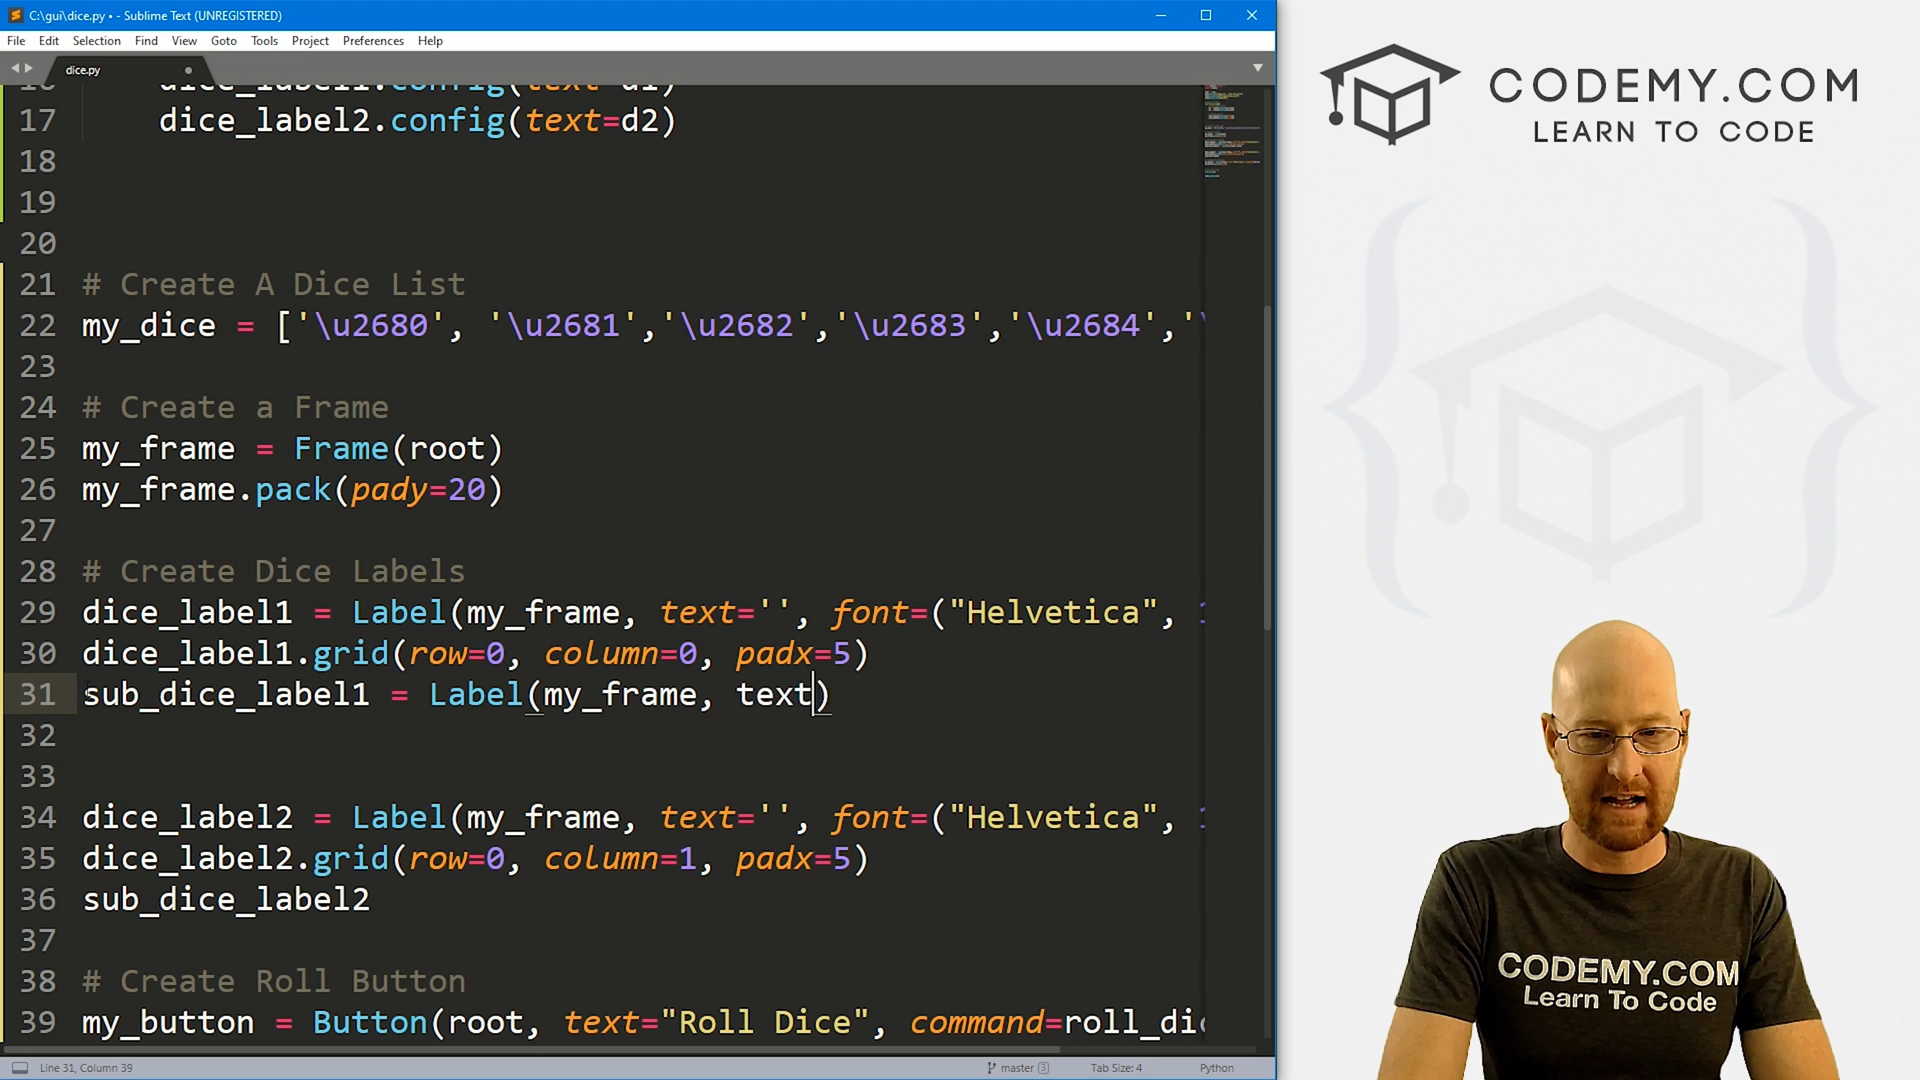 C:\gui\dice.py • - Sublime Text (UNREGISTERED)
File Edit Selection Find View Goto Tools Project Preferences Help
dice.py
17 dice_label2.config(text=d2)
18
19
20
21 # Create A Dice List
22 my_dice = ['\u2680', '\u2681','\u2682','\u2683','\u2684','\
23
24 # Create a Frame
25 my_frame = Frame(root)
26 my_frame.pack(pady=20)
27
28 # Create Dice Labels
29 dice_label1 = Label(my_frame, text='', font=("Helvetica", 1
30 dice_label1.grid(row=0, column=0, padx=5)
31 sub_dice_label1 = Label(my_frame, text)
32
33
34 dice_label2 = Label(my_frame, text='', font=("Helvetica", 1
35 dice_label2.grid(row=0, column=1, padx=5)
36 sub_dice_label2
37
38 # Create Roll Button
39 my_button = Button(root, text="Roll Dice", command=roll_dic
Line 31, Column 39
master 3
Tab Size: 4
Python
CODEMY.COM
LEARN TO CODE
CODEMY.COM
Learn To Code